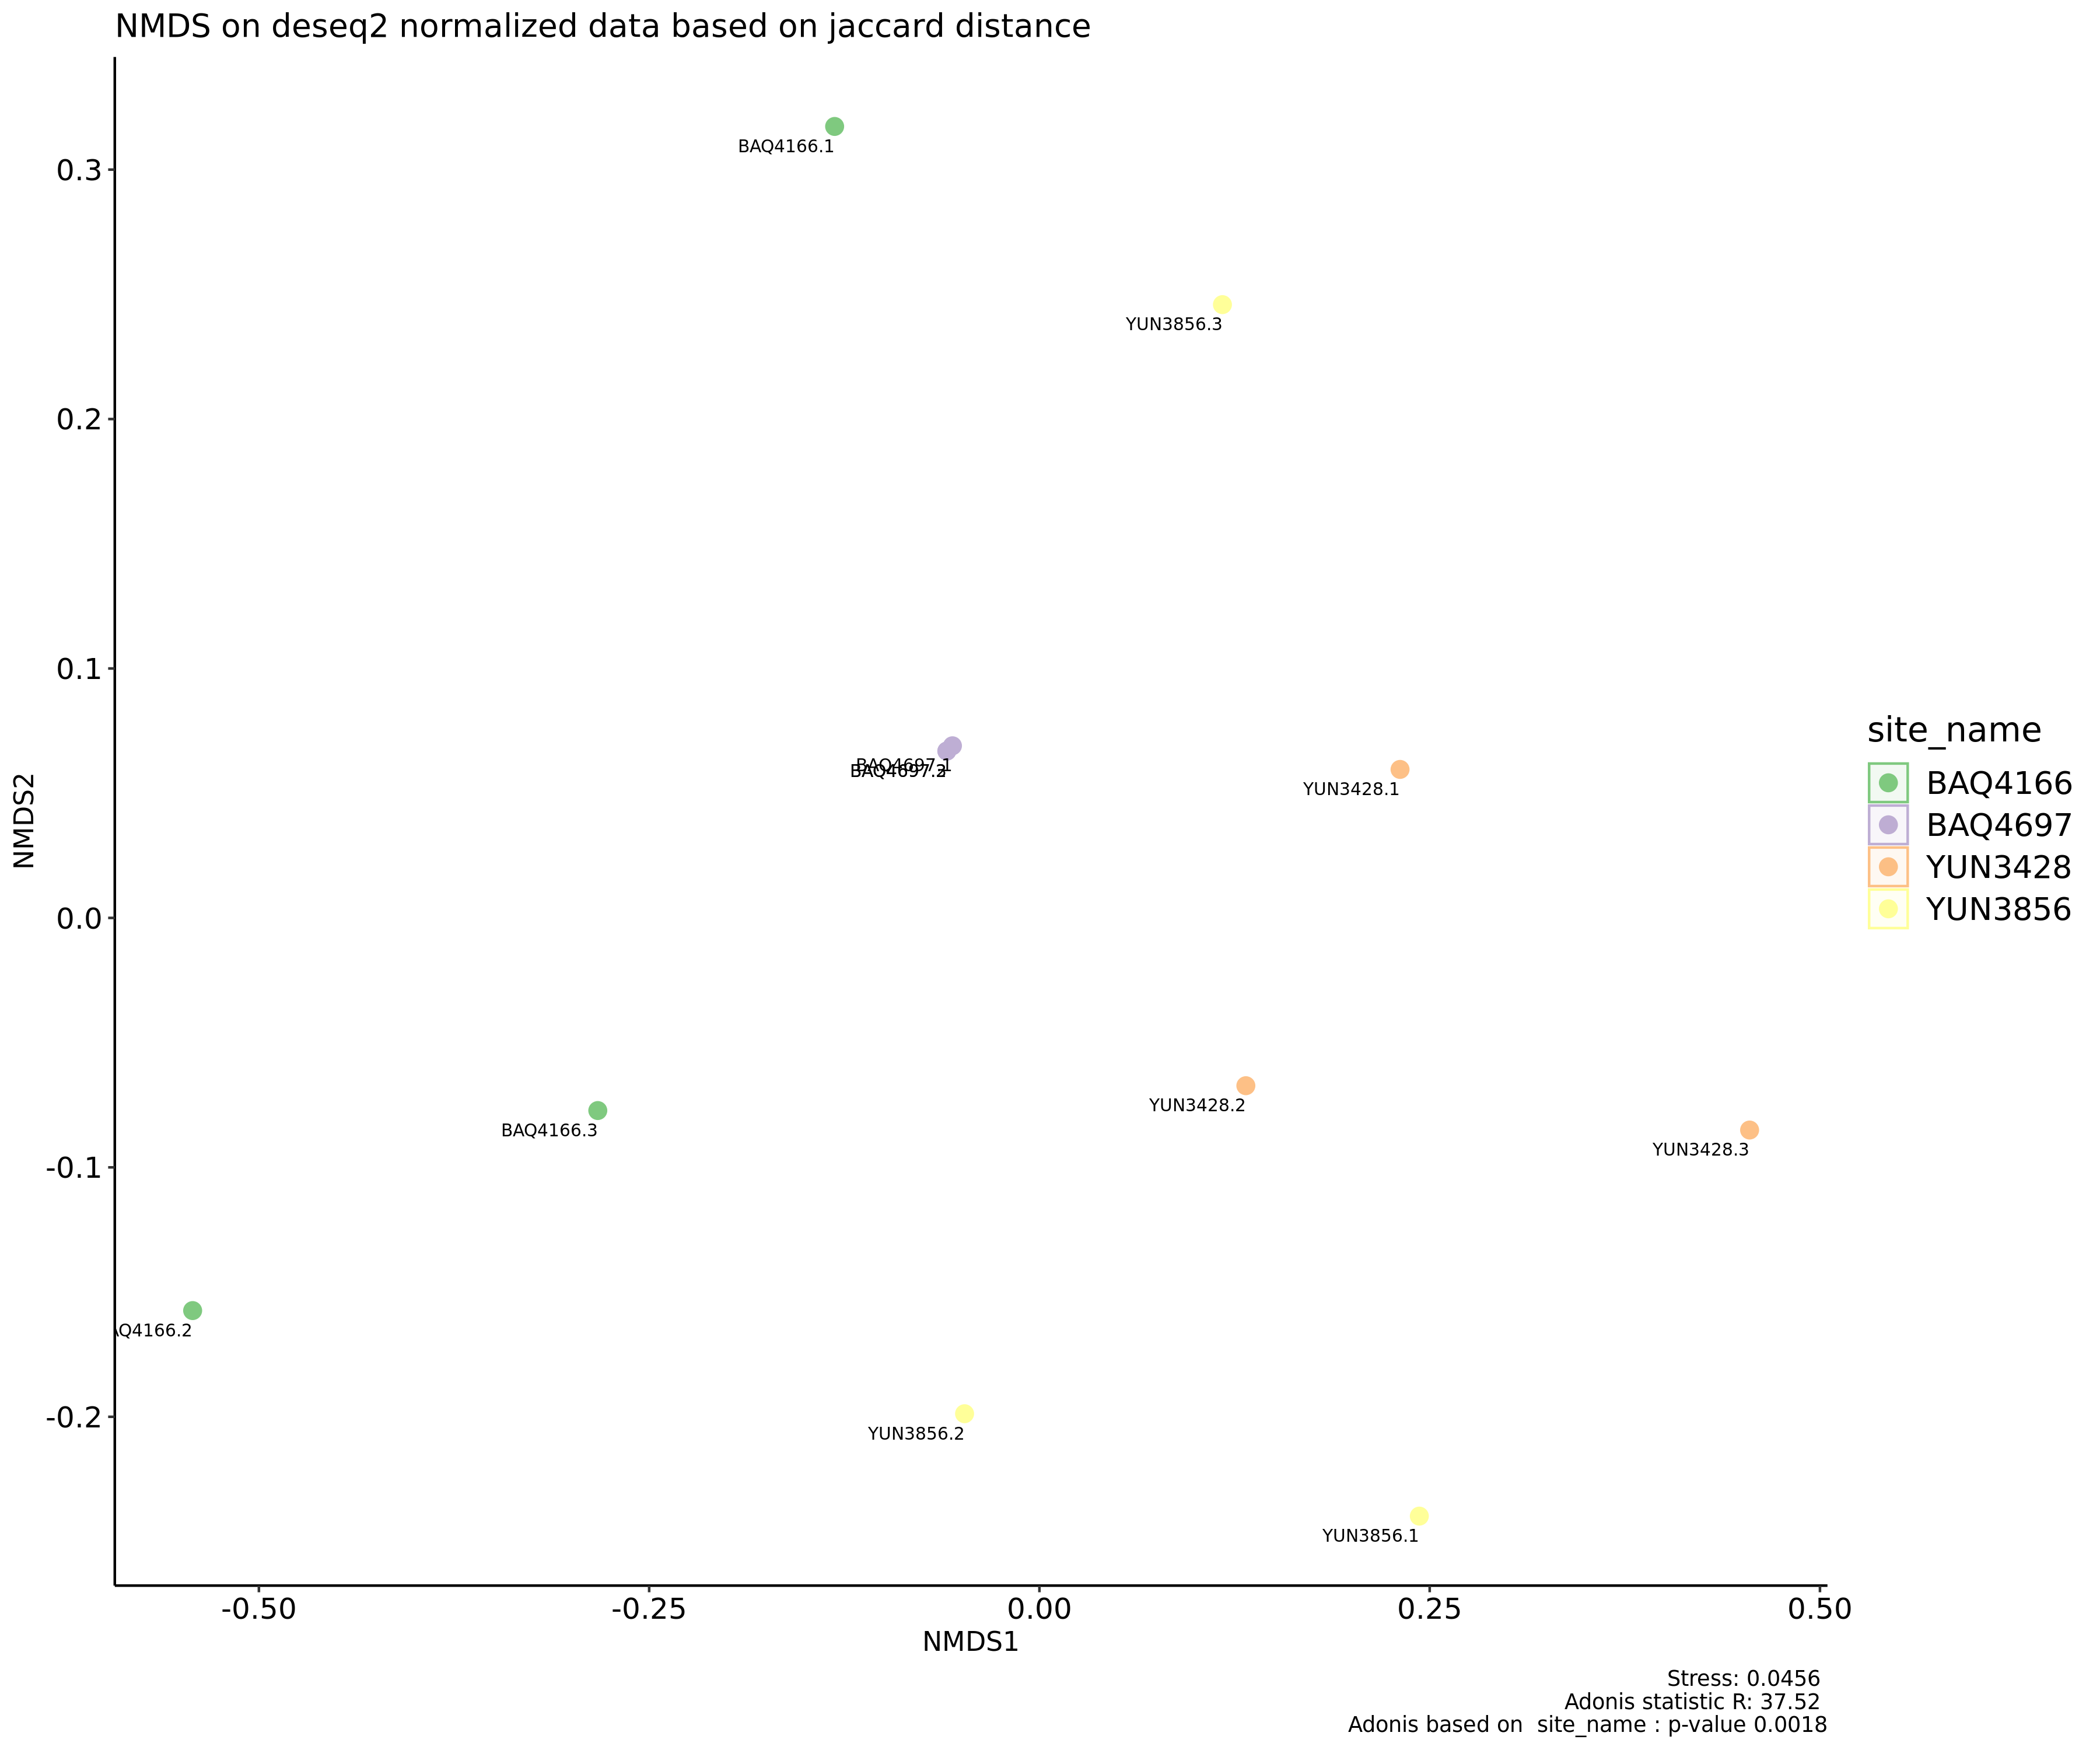 NMDS on deseq2 normalized data based on jaccard distance
BAQ4166.1
0.3
YUN3856.3
0.2
0.1
BAQ4697.1
BAQ4697.2
YUN3428.1
site_name
BAQ4166
BAQ4697
YUN3428
YUN3856
NMDS2
0.0
YUN3428.2
BAQ4166.3
YUN3428.3
-0.1
AQ4166.2
-0.2
YUN3856.2
YUN3856.1
-0.50 -0.25 0.00 0.25 0.50
NMDS1
Stress: 0.0456
Adonis statistic R: 37.52
Adonis based on  site_name : p-value 0.0018